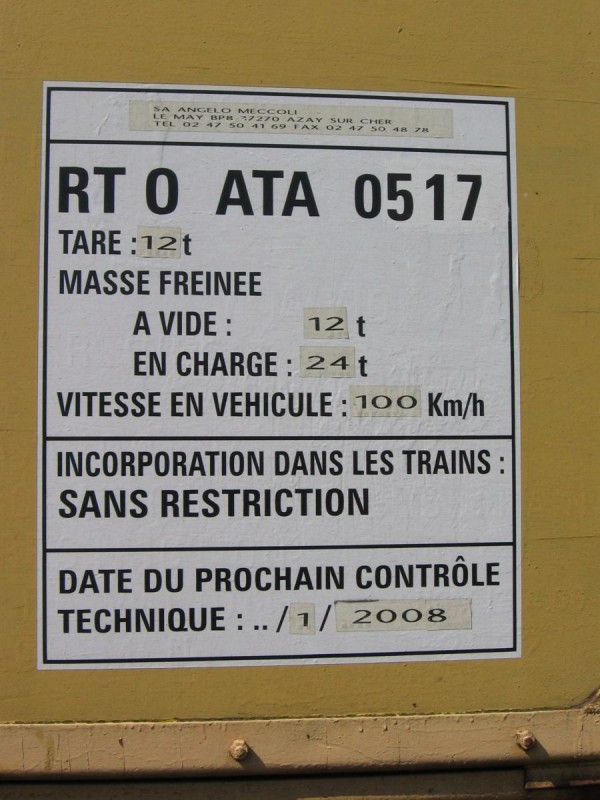 SA ANGELO MECCOLI
LE MAY BP8 37270 AZAY SUR CHER
TEL 02 47 50 41 69 FAX 02 47 50 48 78
RT O ATA 0517
TARE : 12 t
MASSE FREINEE
A VIDE : 12 t
EN CHARGE : 24 t
VITESSE EN VEHICULE : 100 Km/h
INCORPORATION DANS LES TRAINS :
SANS RESTRICTION
DATE DU PROCHAIN CONTRÔLE
TECHNIQUE : .. / 1 / 2008